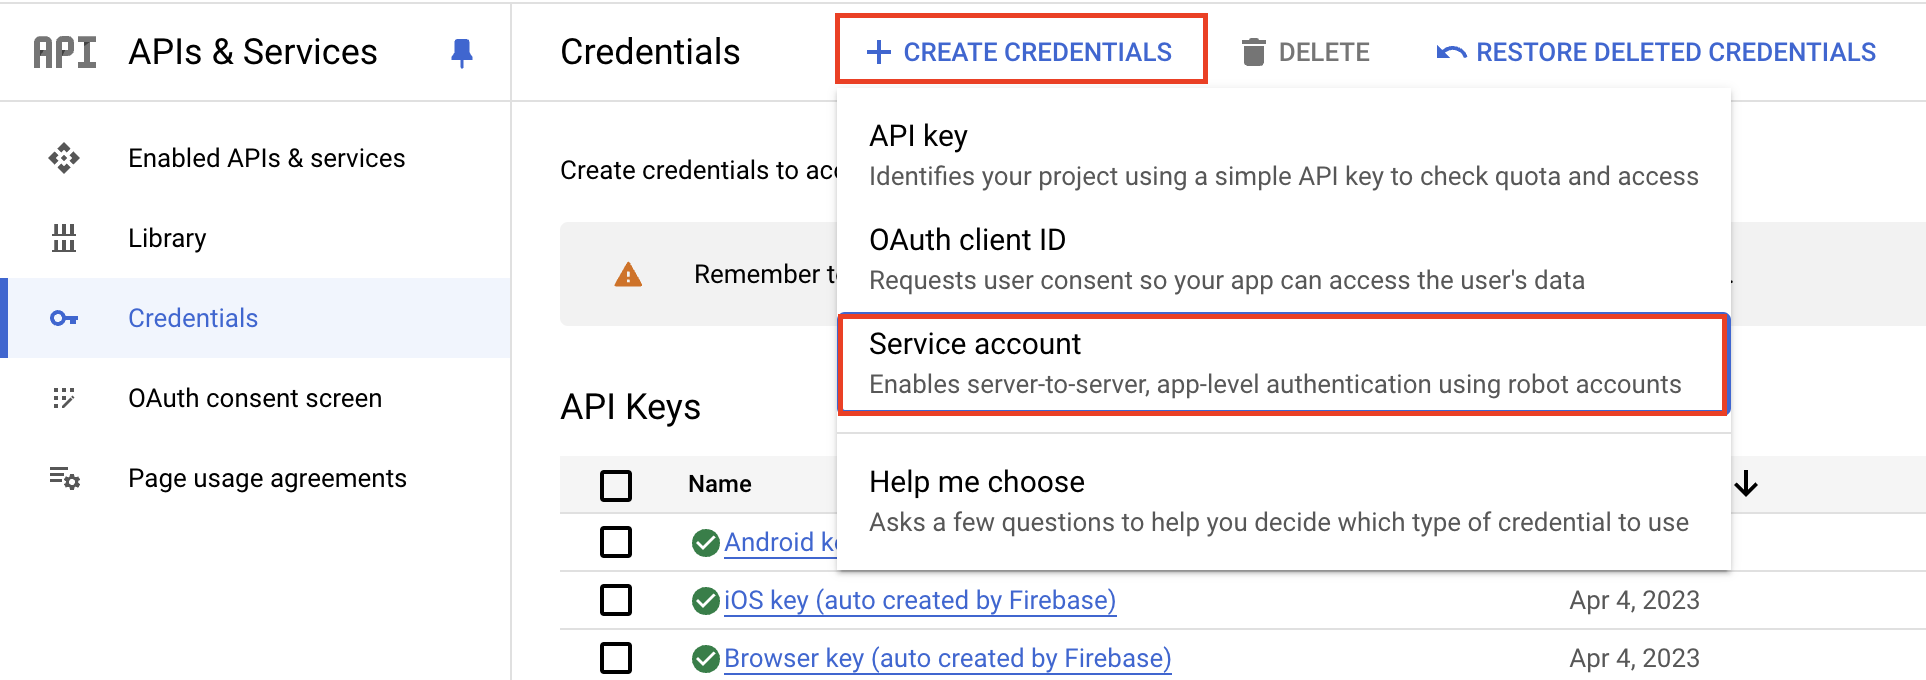 API APIs & Services
Credentials
+ CREATE CREDENTIALS
DELETE
RESTORE DELETED CREDENTIALS
Enabled APIs & services
Library
Credentials
OAuth consent screen
Page usage agreements
Create credentials to
Remember
API key
Identifies your project using a simple API key to check quota and access
OAuth client ID
Requests user consent so your app can access the user's data
Service account
Enables server-to-server, app-level authentication using robot accounts
Help me choose
Asks a few questions to help you decide which type of credential to use
API Keys
Name
Android
iOS key (auto created by Firebase) Apr 4, 2023
Browser key (auto created by Firebase) Apr 4, 2023